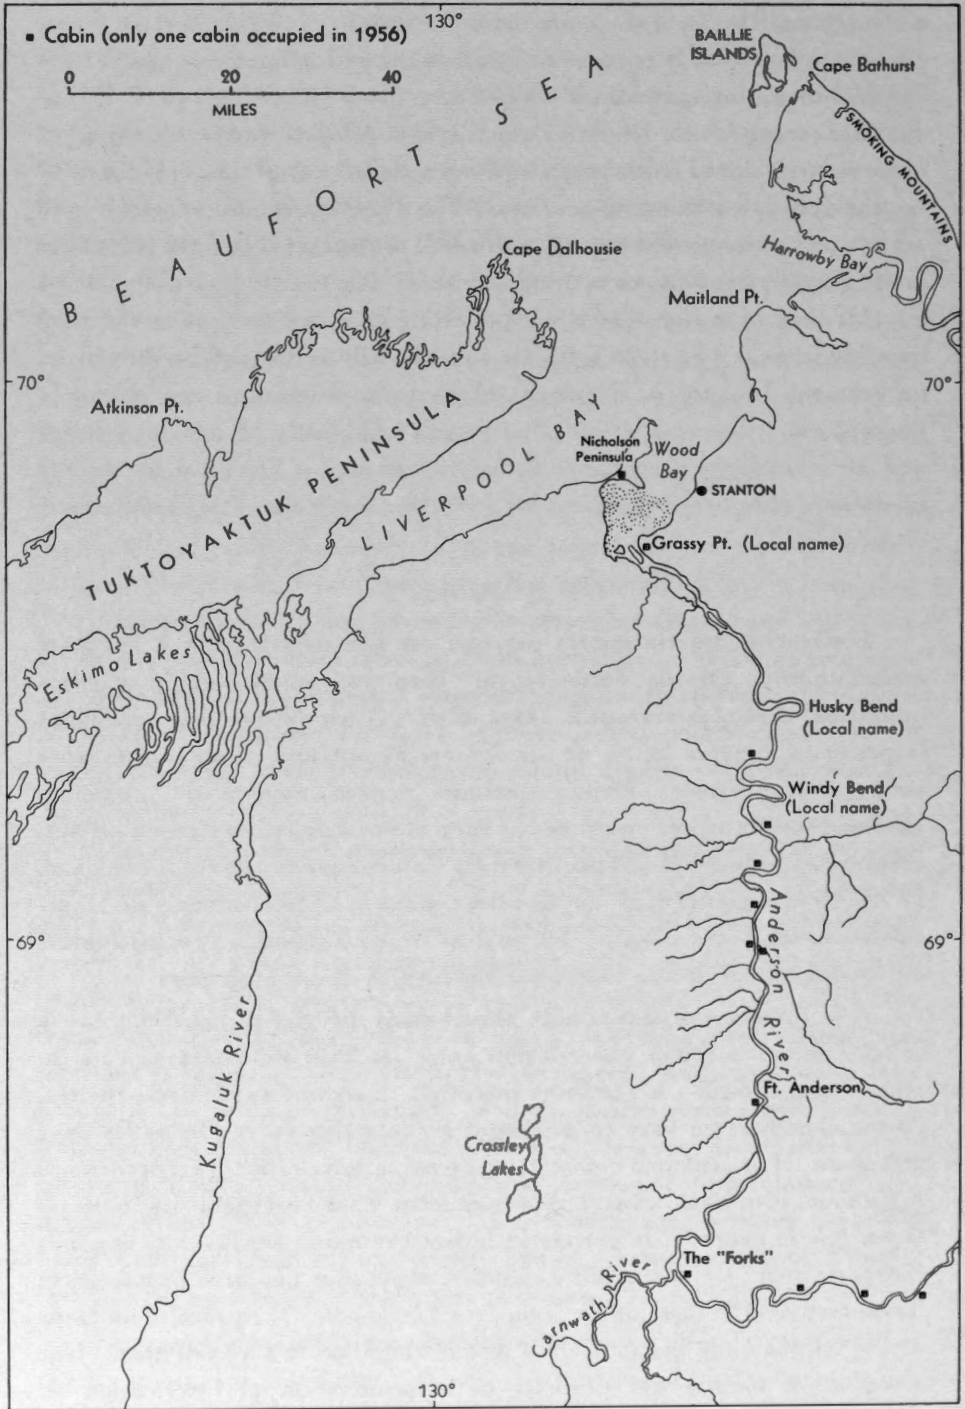 130°
■ Cabin (only one cabin occupied in 1956)
0 20 40
MILES
BEAUFORT SEA
BAILLIE
ISLANDS
Cape Bathurst
SMOKING MOUNTAINS
Harrowby Bay
Cape Dalhousie
Maitland Pt.
70°
70°
Atkinson Pt.
TUKTOYAKTUK PENINSULA
LIVERPOOL BAY
Nicholson
Peninsula
Wood
Bay
STANTON
Grassy Pt. (Local name)
Eskimo Lakes
Husky Bend
(Local name)
Windy Bend
(Local name)
Anderson River
69°
69°
Kugaluk River
Ft. Anderson
Crossley
Lakes
The "Forks"
Carnwath River
130°